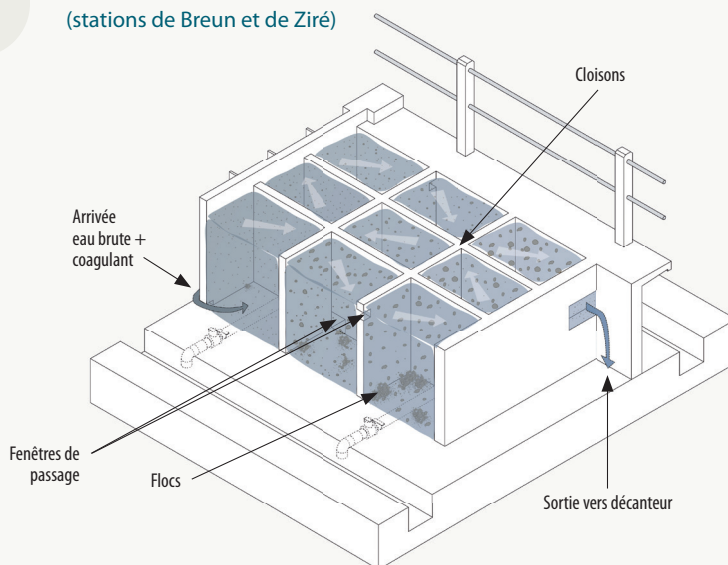 (stations de Breun et de Ziré)
Cloisons
Arrivée
eau brute +
coagulant
Fenêtres de
passage
Flocs
Sortie vers décanteur